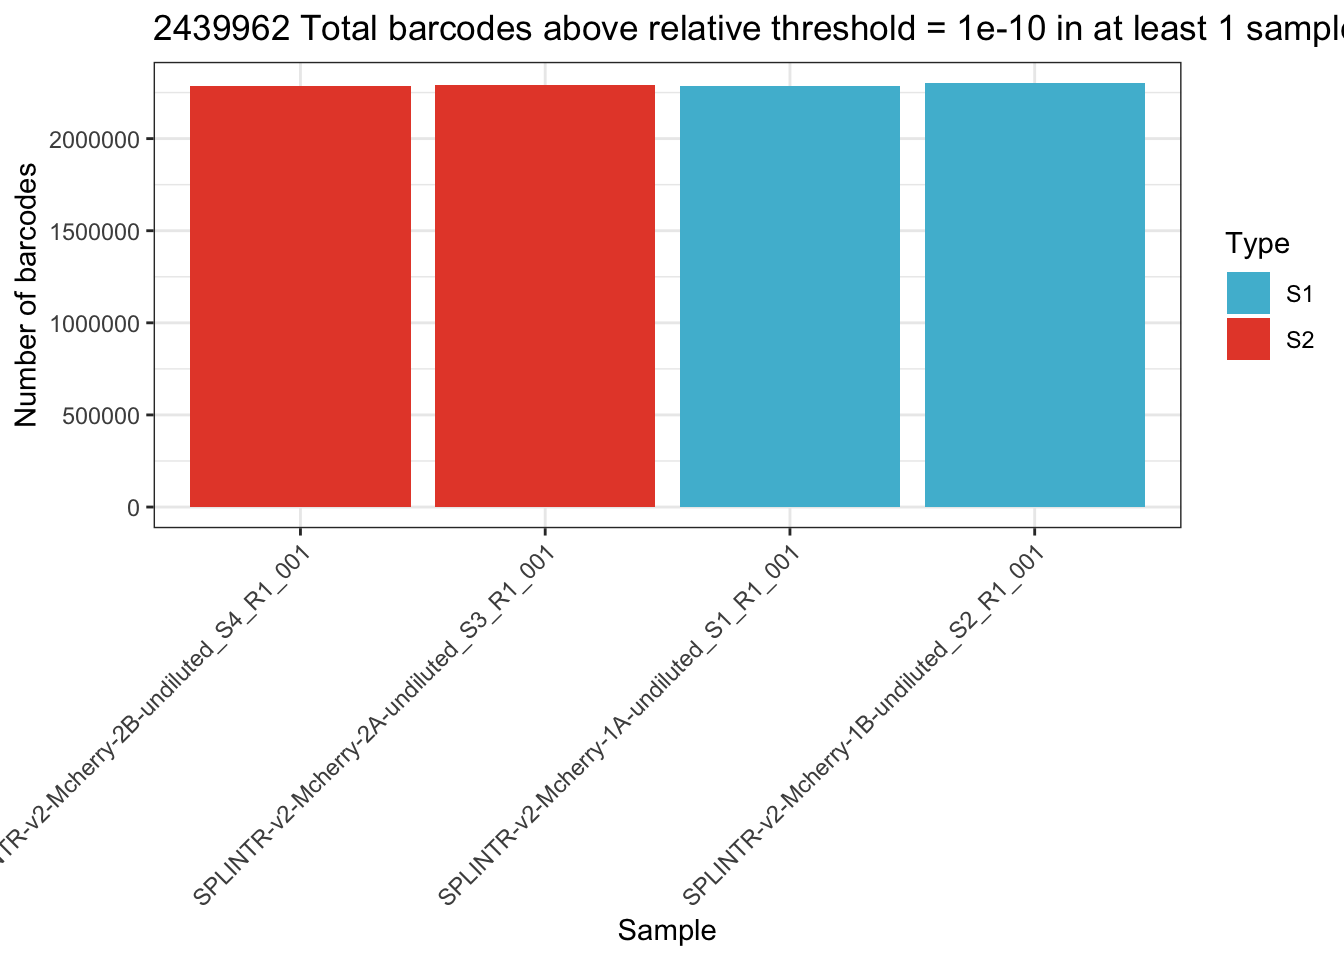 2439962 Total barcodes above relative threshold = 1e-10 in at least 1 sample
Number of barcodes
2000000
1500000
1000000
500000
0
Type
S1
S2
NTR-v2-Mcherry-2B-undiluted_S4_R1_001
SPLINTR-v2-Mcherry-2A-undiluted_S3_R1_001
SPLINTR-v2-Mcherry-1A-undiluted_S1_R1_001
SPLINTR-v2-Mcherry-1B-undiluted_S2_R1_001
Sample